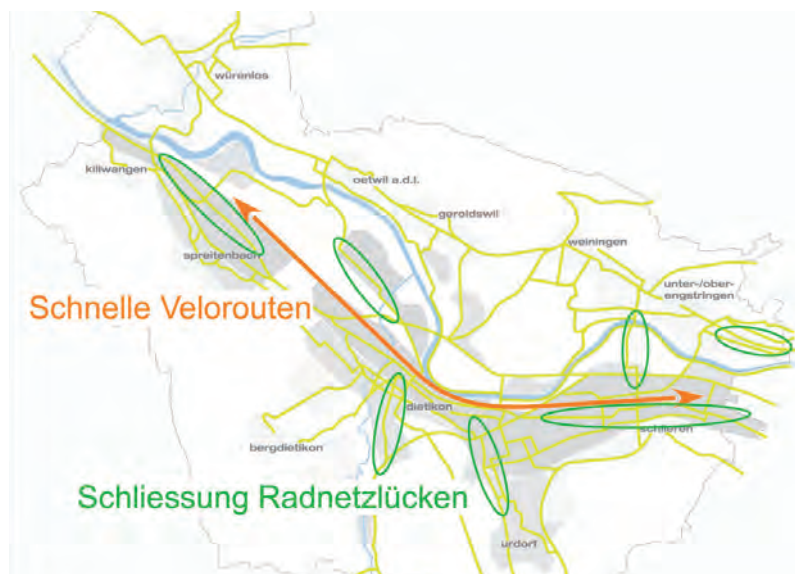 würenlos
killwangen
oetwil a.d.l.
geroldswil
weiningen
spreitenbach
unter-/ober-
engstringen
Schnelle Velorouten
dietikon
schlieren
bergdietikon
Schliessung Radnetzlücken
urdorf